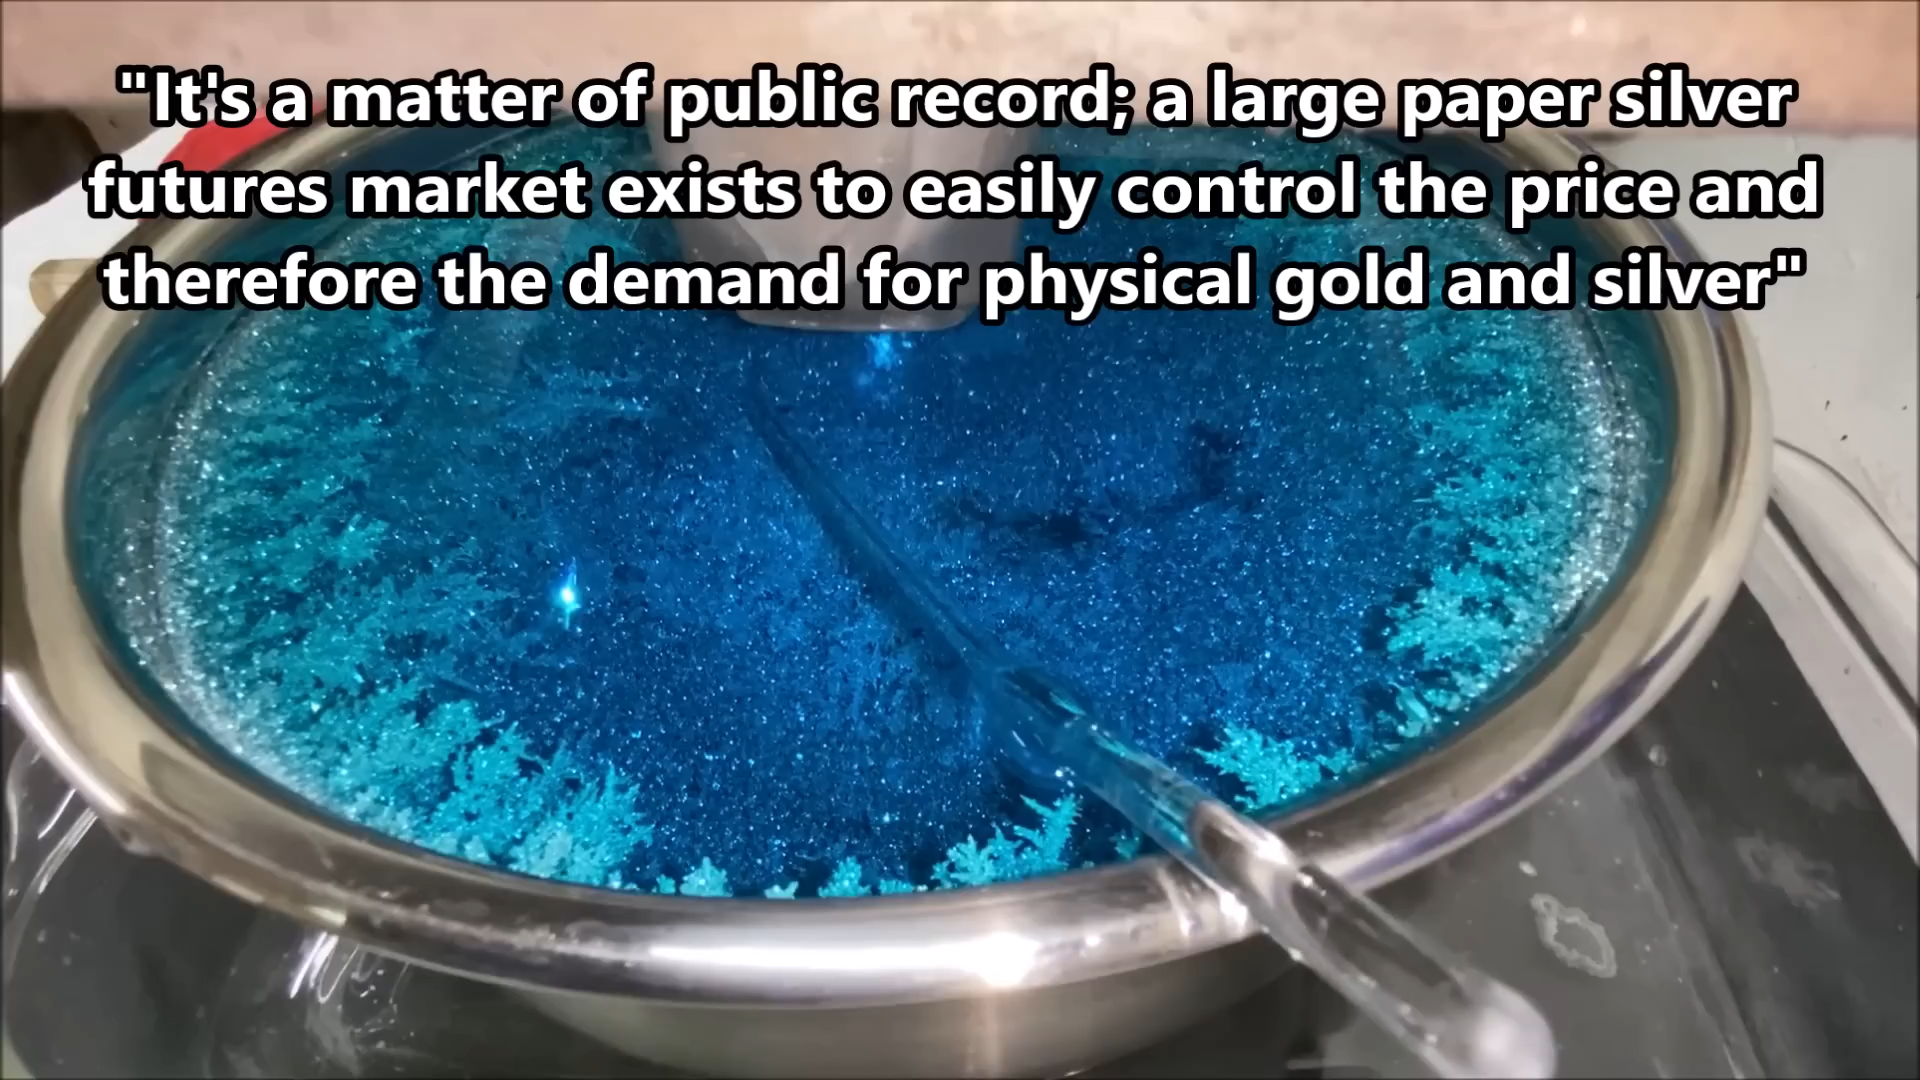 "It's a matter of public record; a large paper silver
futures market exists to easily control the price and
therefore the demand for physical gold and silver"